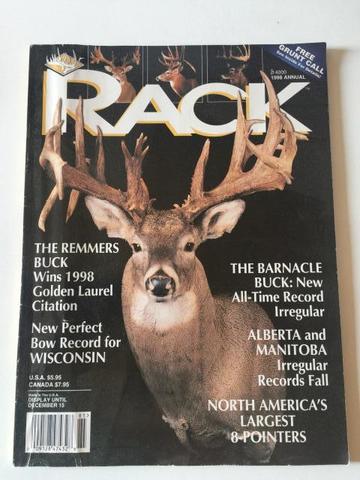 FREE
GRUNT CALL
1998 ANNUAL
RACK
THE REMMERS
BUCK
Wins 1998
Golden Laurel
Citation
New Perfect
Bow Record for
WISCONSIN
THE BARNACLE
BUCK: New
All-Time Record
Irregular
ALBERTA and
MANITOBA
Irregular
Records Fall
NORTH AMERICA'S
LARGEST
8-POINTERS
U.S.A. $5.95
CANADA $7.95
DISPLAY UNTIL
DECEMBER 15